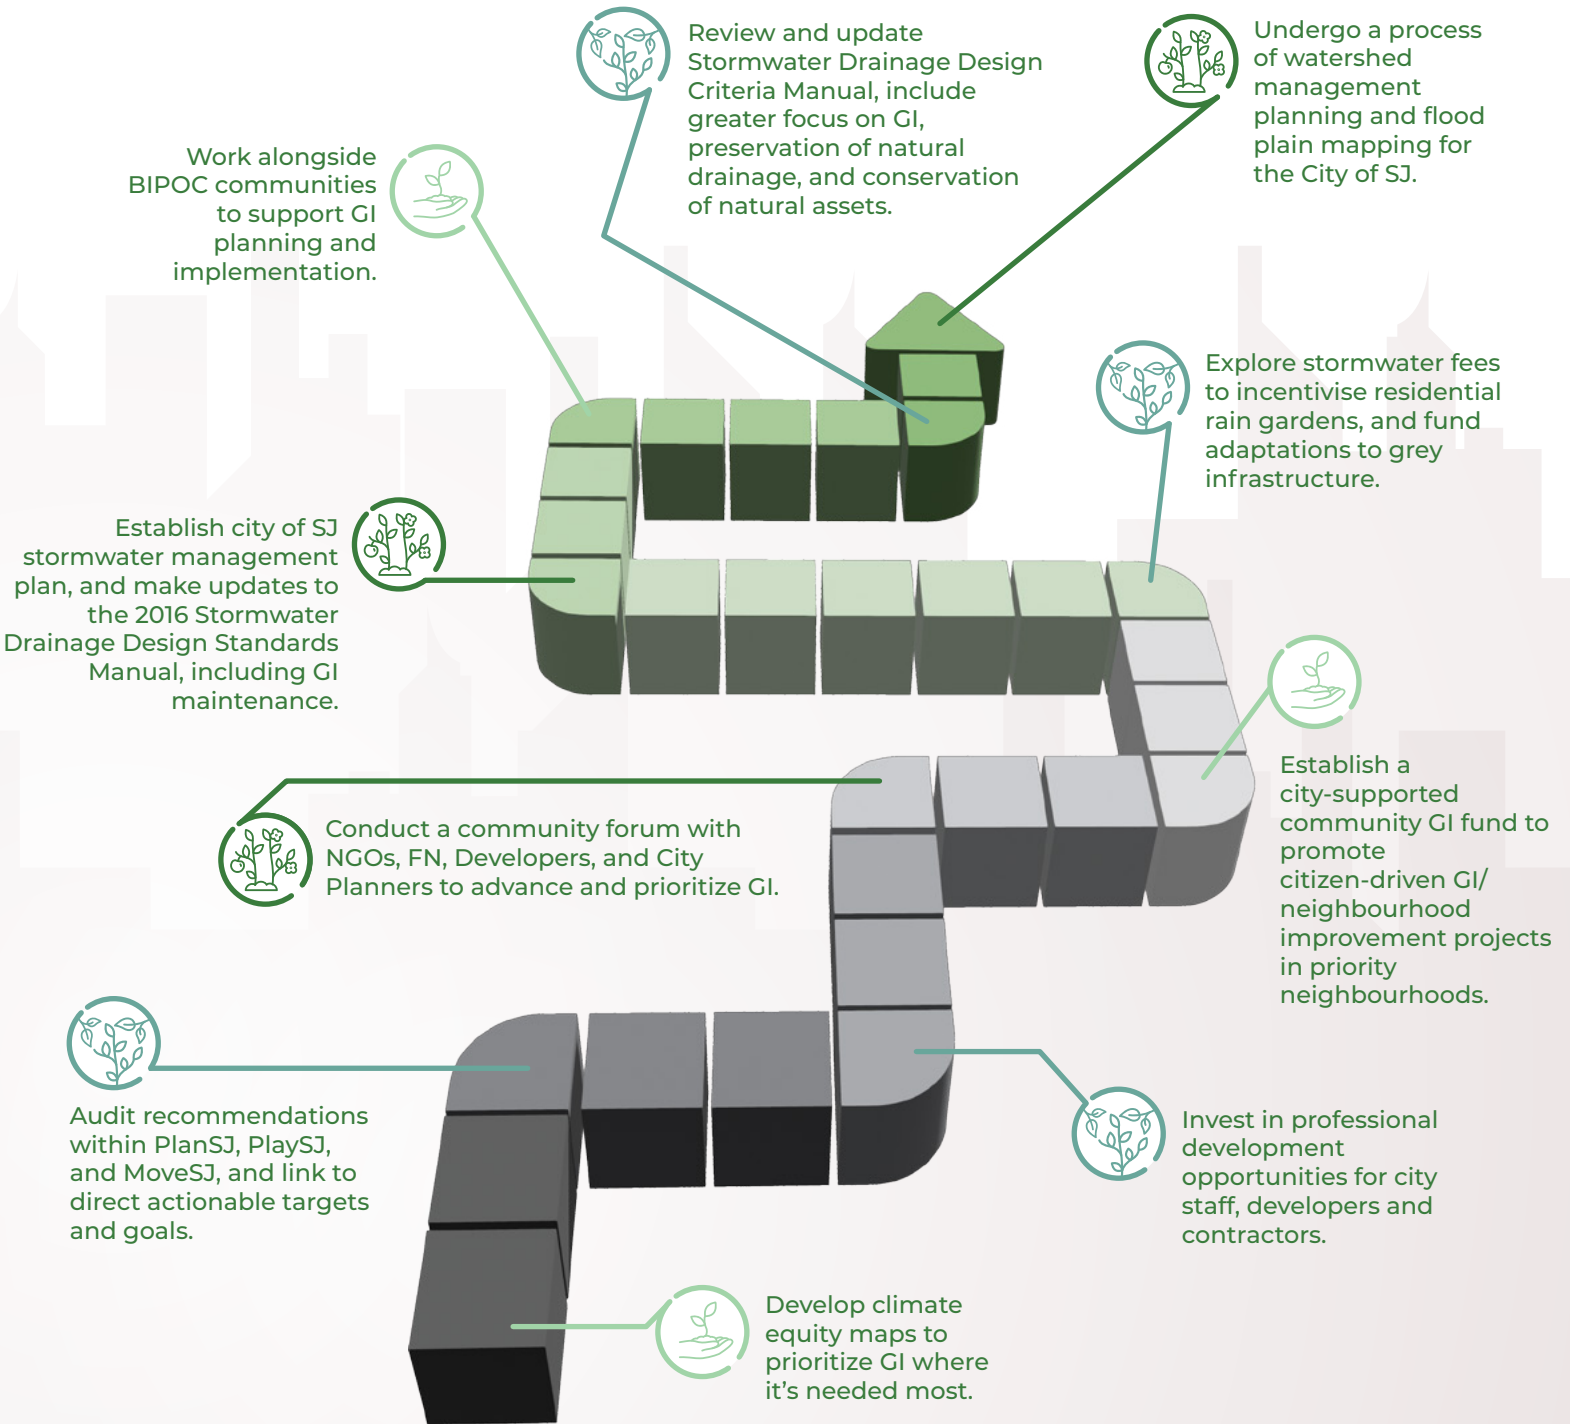 Review and update
Stormwater Drainage Design
Criteria Manual, include
greater focus on GI,
preservation of natural
drainage, and conservation
of natural assets.
Undergo a process
of watershed
management
planning and flood
plain mapping for
the City of SJ.
Work alongside
BIPOC communities
to support GI
planning and
implementation.
Explore stormwater fees
to incentivise residential
rain gardens, and fund
adaptations to grey
infrastructure.
Establish city of SJ
stormwater management
plan, and make updates to
the 2016 Stormwater
Drainage Design Standards
Manual, including GI
maintenance.
Establish a
city-supported
community GI fund to
promote
citizen-driven GI/
neighbourhood
improvement projects
in priority
neighbourhoods.
Conduct a community forum with
NGOs, FN, Developers, and City
Planners to advance and prioritize GI.
Audit recommendations
within PlanSJ, PlaySJ,
and MoveSJ, and link to
direct actionable targets
and goals.
Invest in professional
development
opportunities for city
staff, developers and
contractors.
Develop climate
equity maps to
prioritize GI where
it's needed most.